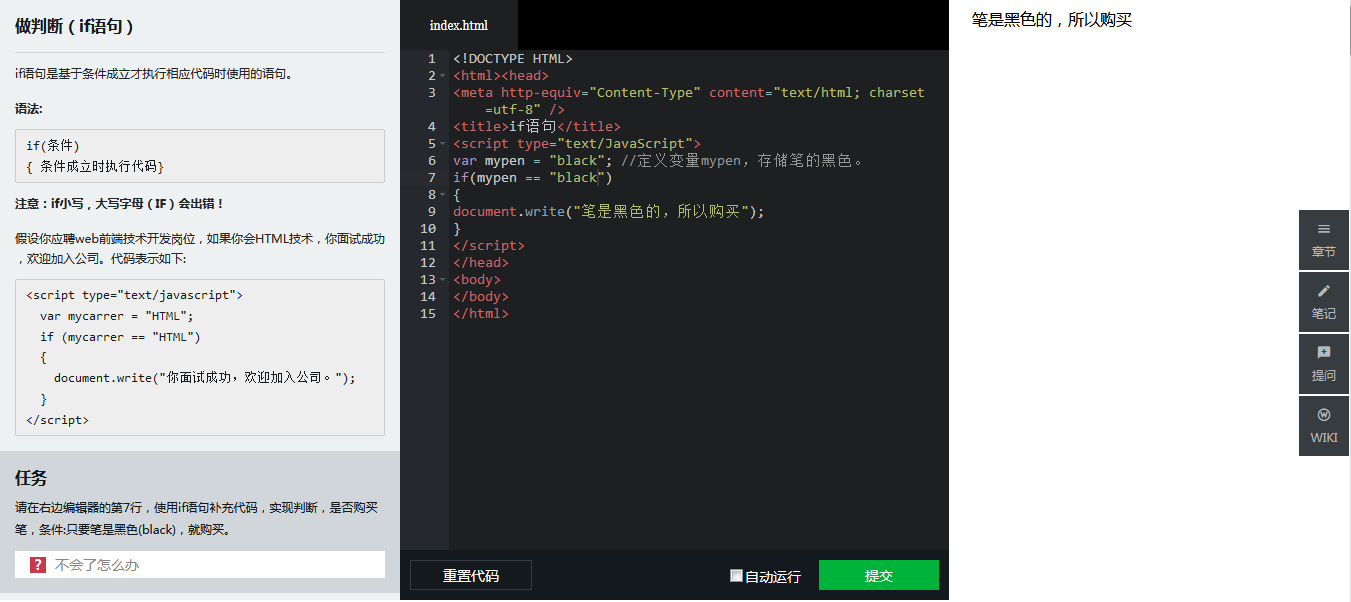 做判断（if语句）
if语句是基于条件成立才执行相应代码时使用的语句。
语法:
if(条件)
{ 条件成立时执行代码}
注意：if小写，大写字母（IF）会出错！
假设你应聘web前端技术开发岗位，如果你会HTML技术，你面试成功
，欢迎加入公司。代码表示如下:
<script type="text/javascript">
  var mycarrer = "HTML";
  if (mycarrer == "HTML")
  {
    document.write("你面试成功，欢迎加入公司。");
  }
</script>
任务
请在右边编辑器的第7行，使用if语句补充代码，实现判断，是否购买
笔，条件:只要笔是黑色(black)，就购买。
? 不会了怎么办
index.html
1 <!DOCTYPE HTML>
2 <html><head>
3 <meta http-equiv="Content-Type" content="text/html; charset
=utf-8" />
4 <title>if语句</title>
5 <script type="text/JavaScript">
6 var mypen = "black"; //定义变量mypen，存储笔的黑色。
7 if(mypen == "black")
8 {
9 document.write("笔是黑色的，所以购买");
10 }
11 </script>
12 </head>
13 <body>
14 </body>
15 </html>
重置代码
自动运行
提交
笔是黑色的，所以购买
章节
笔记
提问
WIKI